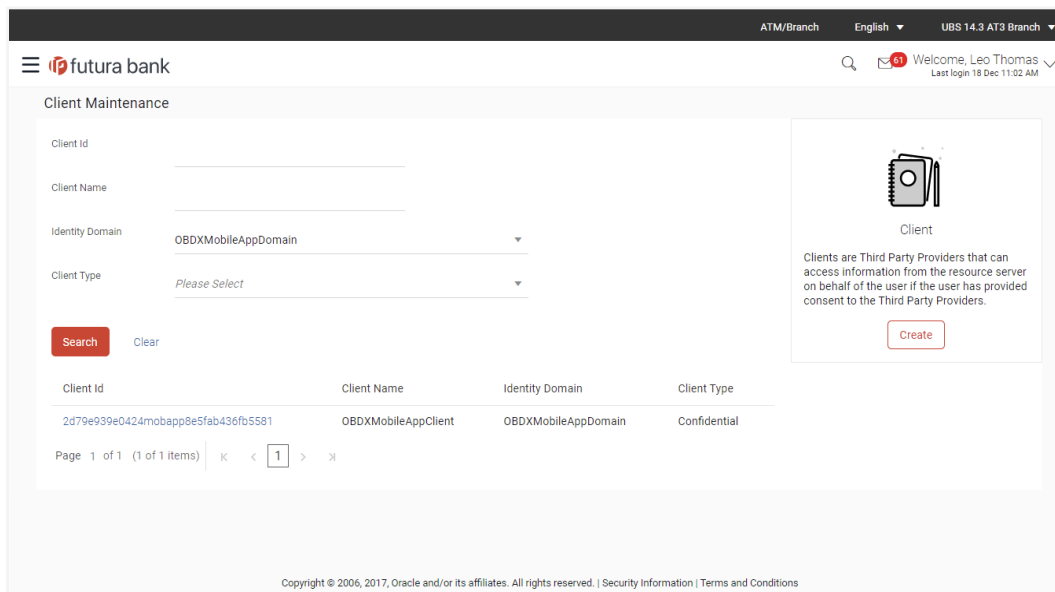 ATM/Branch English UBS 14.3 AT3 Branch
futura bank
61
Welcome, Leo Thomas
Last login 18 Dec 11:02 AM
Client Maintenance
Client Id
Client Name
Identity Domain
OBDXMobileAppDomain
Client Type
Please Select
Search Clear
Client
Clients are Third Party Providers that can
access information from the resource server
on behalf of the user if the user has provided
consent to the Third Party Providers.
Create
Client Id Client Name Identity Domain Client Type
2d79e939e0424mobapp8e5fab436fb5581 OBDXMobileAppClient OBDXMobileAppDomain Confidential
Page 1 of 1 (1 of 1 items) 1
Copyright © 2006, 2017, Oracle and/or its affiliates. All rights reserved. | Security Information | Terms and Conditions